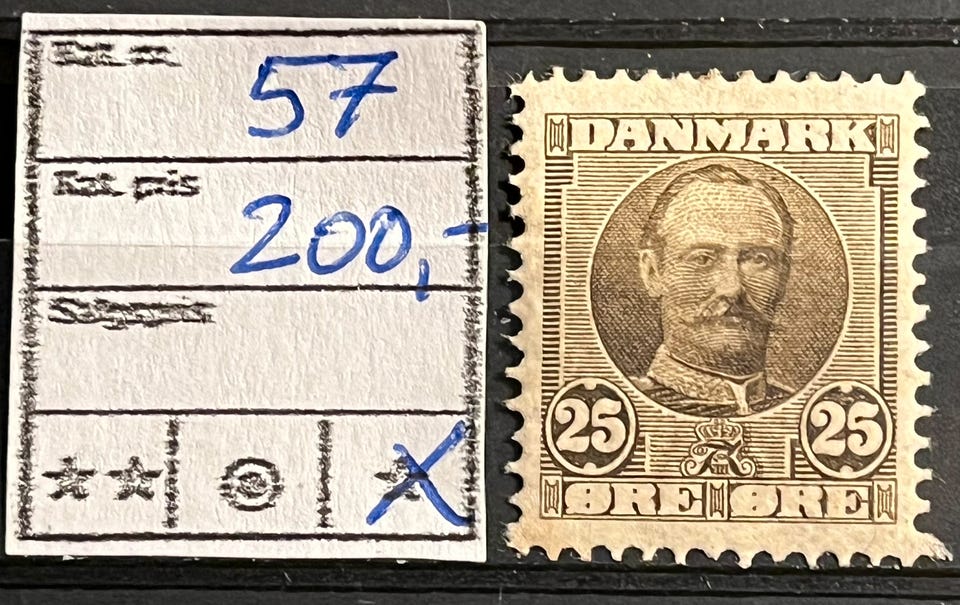 Kat. nr.
57
Kat. pris
200,-
Salgspris
X
DANMARK
25 25
ØRE ØRE